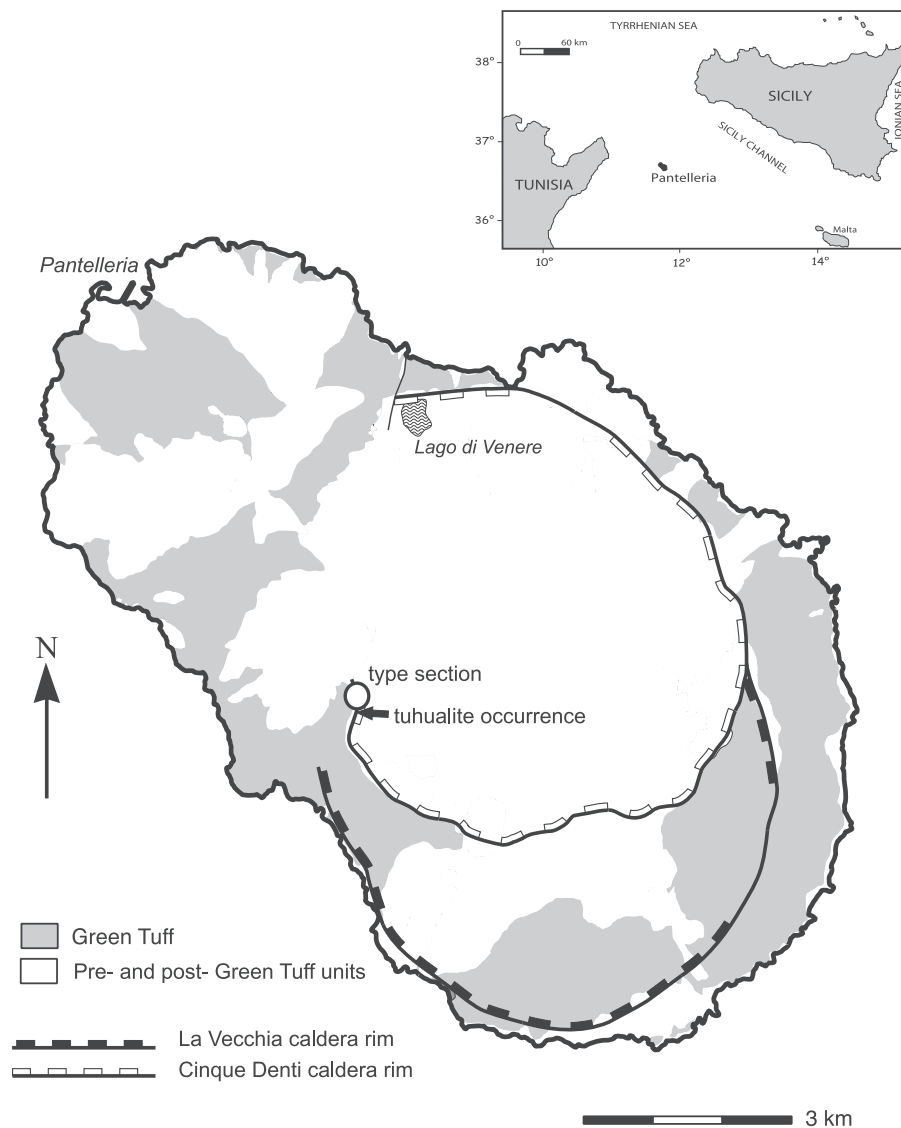 TYRRHENIAN SEA
0 60 km
38°
SICILY
IONIAN SEA
37°
SICILY CHANNEL
TUNISIA
Pantelleria
36°
Malta
10° 12° 14°
Pantelleria
Lago di Venere
N
type section
tuhualite occurrence
Green Tuff
Pre- and post- Green Tuff units
La Vecchia caldera rim
Cinque Denti caldera rim
3 km